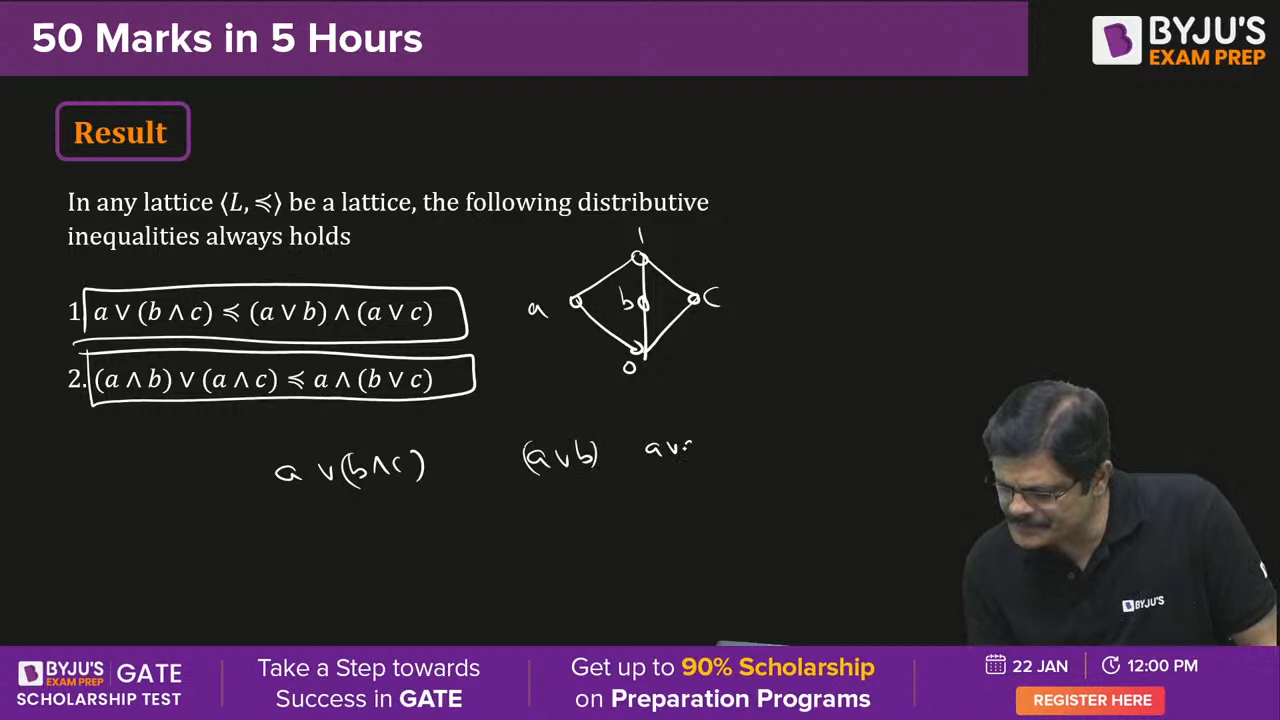 50 Marks in 5 Hours
BYJU'S
EXAM PREP
Result
In any lattice ⟨L, ≼⟩ be a lattice, the following distributive
inequalities always holds
1. a ∨ (b ∧ c) ≼ (a ∨ b) ∧ (a ∨ c)
2. (a ∧ b) ∨ (a ∧ c) ≼ a ∧ (b ∨ c)
1
a
b
C
0
a ∨ (b ∧ c)
(a ∨ b) a ∨
BYJU'S
BYJU'S
EXAM PREP
GATE
SCHOLARSHIP TEST
Take a Step towards
Success in GATE
Get up to 90% Scholarship
on Preparation Programs
22 JAN
12:00 PM
REGISTER HERE